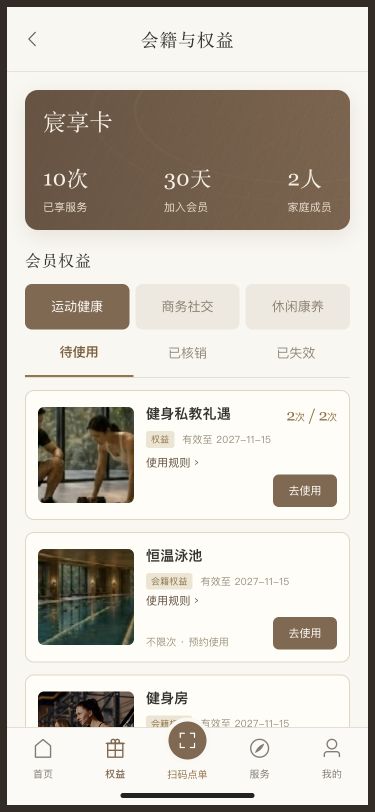 会籍与权益
宸享卡
10次 30天 2人
已享服务 加入会员 家庭成员
会员权益
运动健康 商务社交 休闲康养
待使用 已核销 已失效
健身私教礼遇 2次 / 2次
权益 有效至 2027-11-15
使用规则 ›
去使用
恒温泳池
会籍权益 有效至 2027-11-15
使用规则 ›
不限次 · 预约使用 去使用
健身房
有效至 2027-11-15
首页 权益 扫码点单 服务 我的